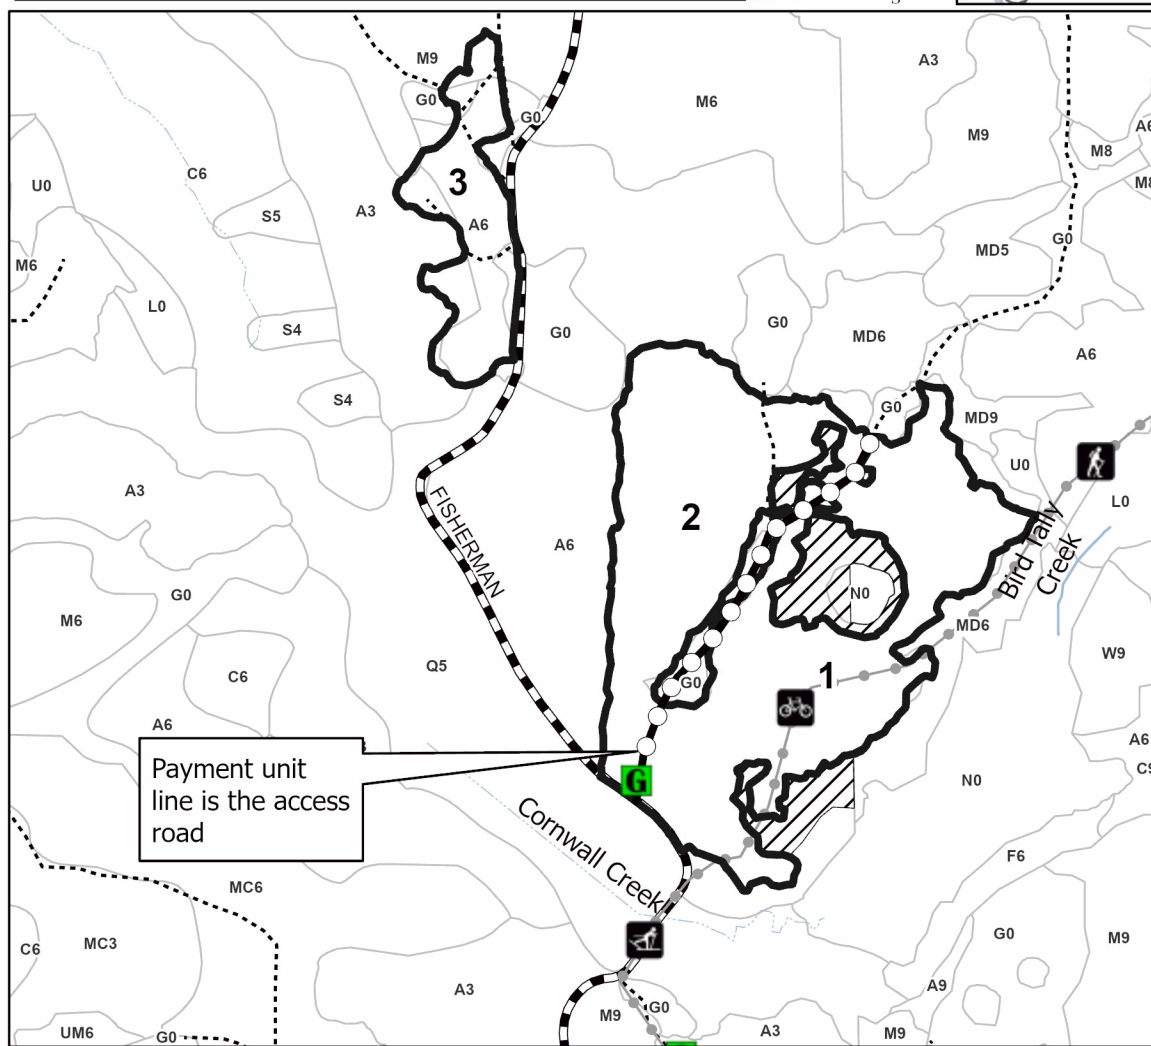 M9
A3
G0
M6
G0
M9
A6
M8
C6
3
U0
M8
S5
A3
A6
G0
MD5
M6
L0
G0
S4
G0
MD6
A6
S4
G0
MD9
U0
A3
L0
FISHERMAN
2
A6
Bird Tally
Creek
G0
N0
M6
MD6
W9
Q5
C6
1
G0
A6
A6
Payment unit
line is the access
road
G
C9
N0
Cornwall Creek
F6
MC6
G0
M9
C6
MC3
A9
A3
G0
M9
UM6
G0
A3
M9